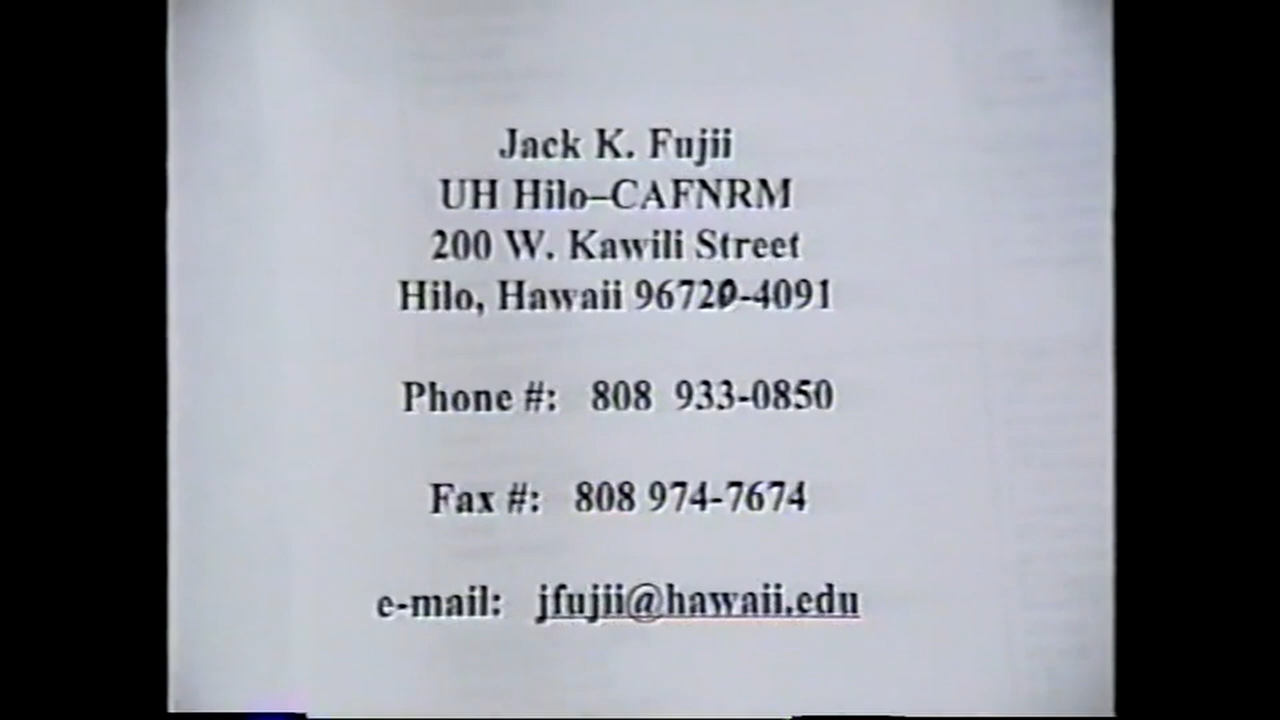 Jack K. Fujii
UH Hilo–CAFNRM
200 W. Kawili Street
Hilo, Hawaii 96720-4091
Phone #: 808 933-0850
Fax #: 808 974-7674
e-mail: jfujii@hawaii.edu